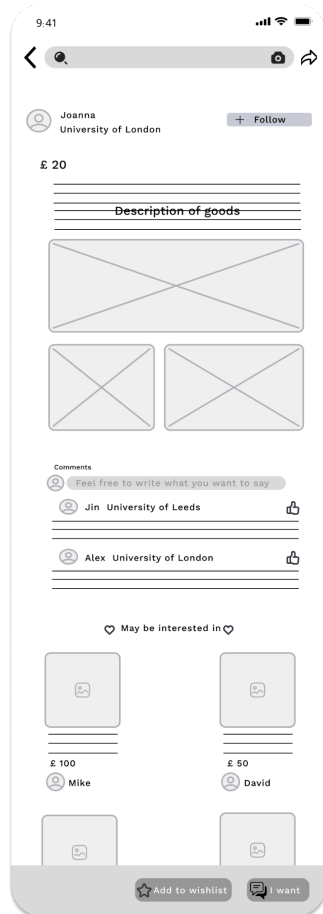 9:41
Joanna
University of London
+ Follow
£ 20
Description of goods
Comments
Feel free to write what you want to say
Jin University of Leeds
Alex University of London
May be interested in
£ 100
£ 50
Mike
David
Add to wishlist
I want